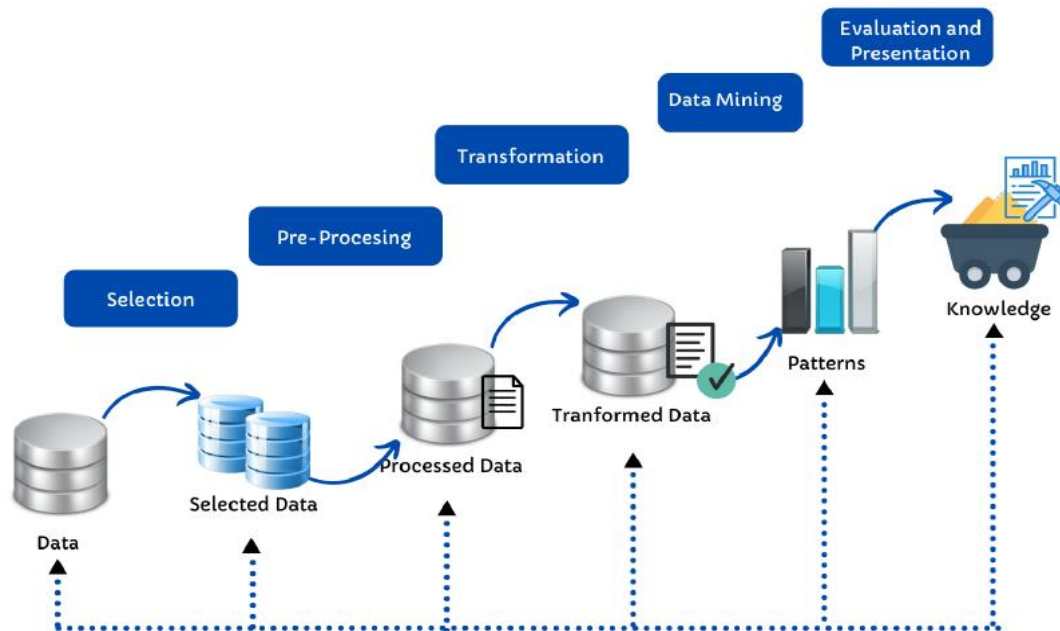 Evaluation and
Presentation
Data Mining
Transformation
Pre-Procesing
Selection
Knowledge
Patterns
Tranformed Data
Processed Data
Selected Data
Data